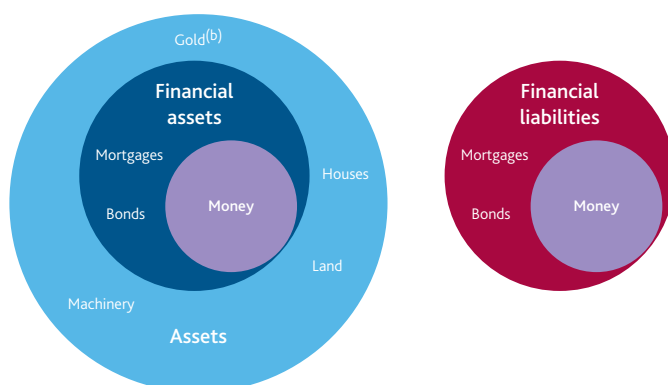 Gold(b)
Financial
assets
Mortgages
Houses
Bonds
Money
Land
Machinery
Assets
Financial
liabilities
Mortgages
Bonds
Money